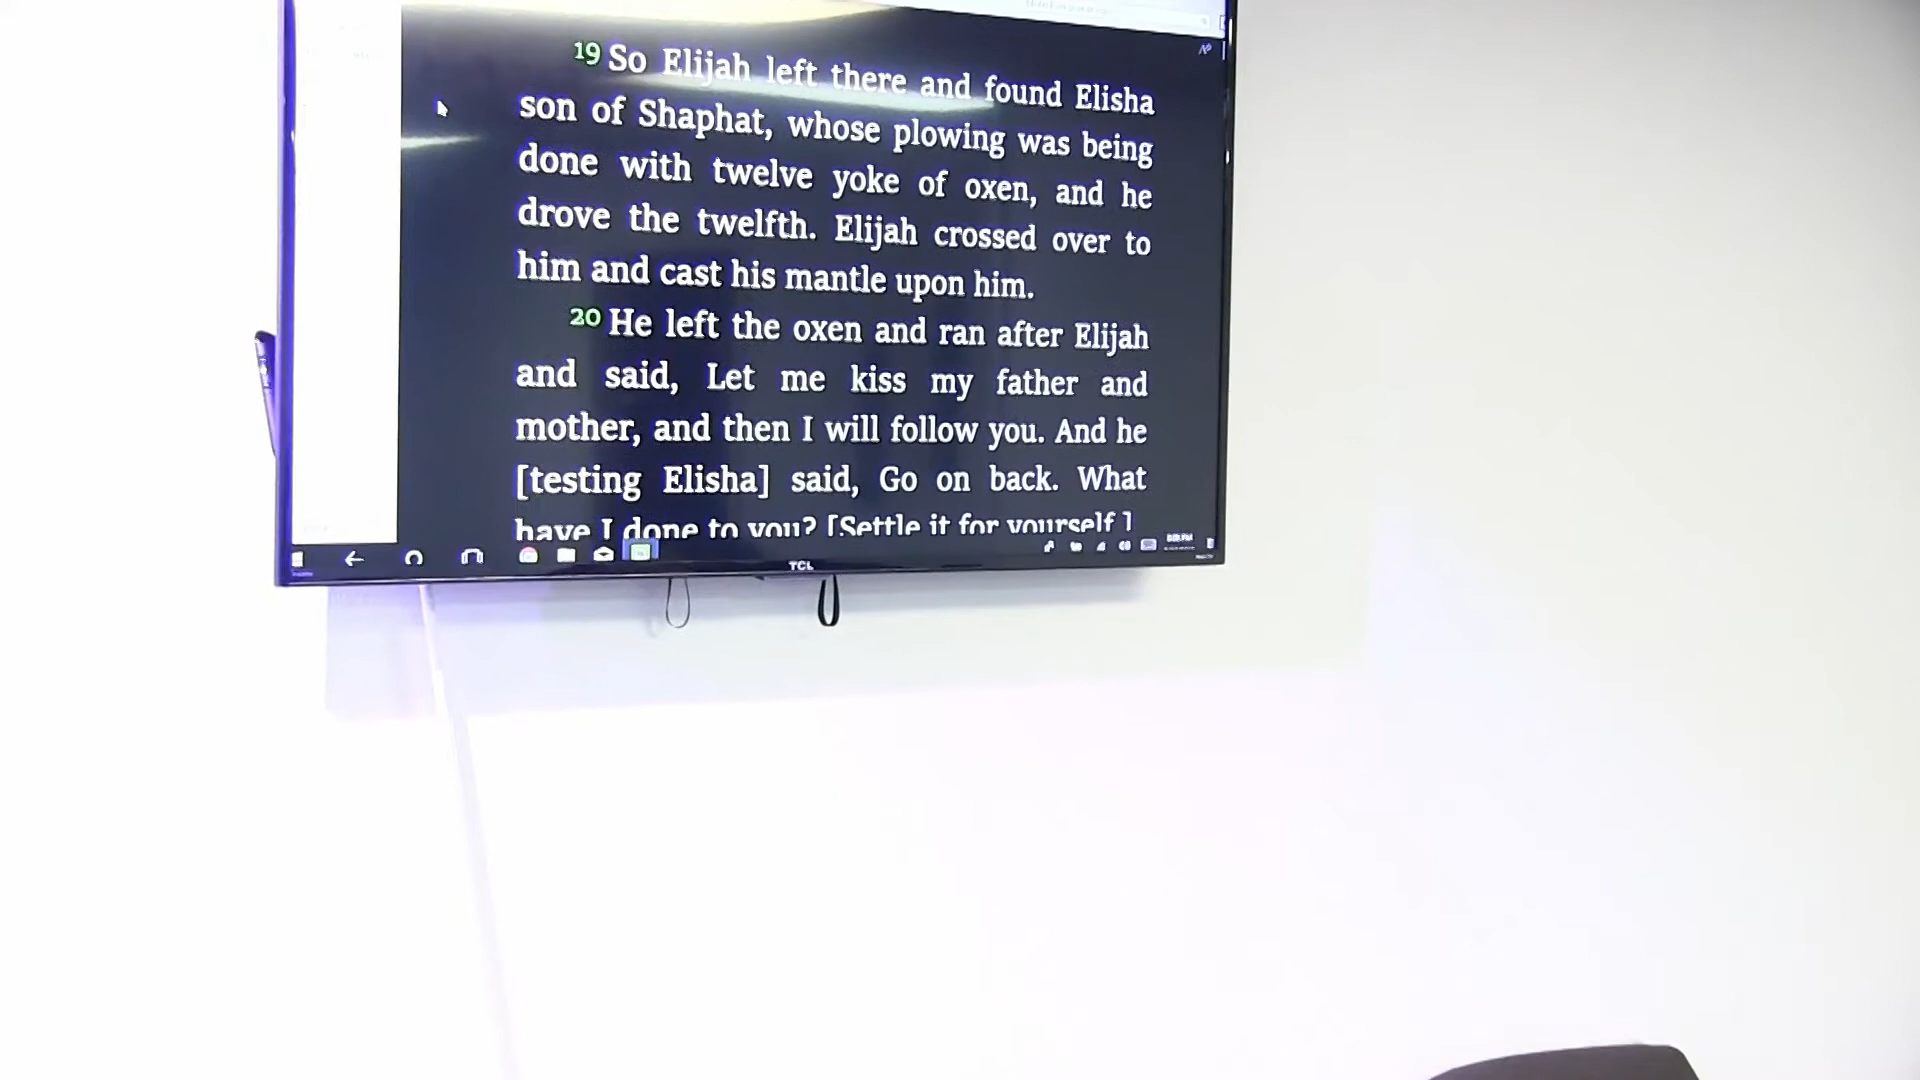 19 So Elijah left there and found Elisha
son of Shaphat, whose plowing was being
done with twelve yoke of oxen, and he
drove the twelfth. Elijah crossed over to
him and cast his mantle upon him.
20 He left the oxen and ran after Elijah
and said, Let me kiss my father and
mother, and then I will follow you. And he
[testing Elisha] said, Go on back. What
have I done to you? [Settle it for yourself.]
TCL